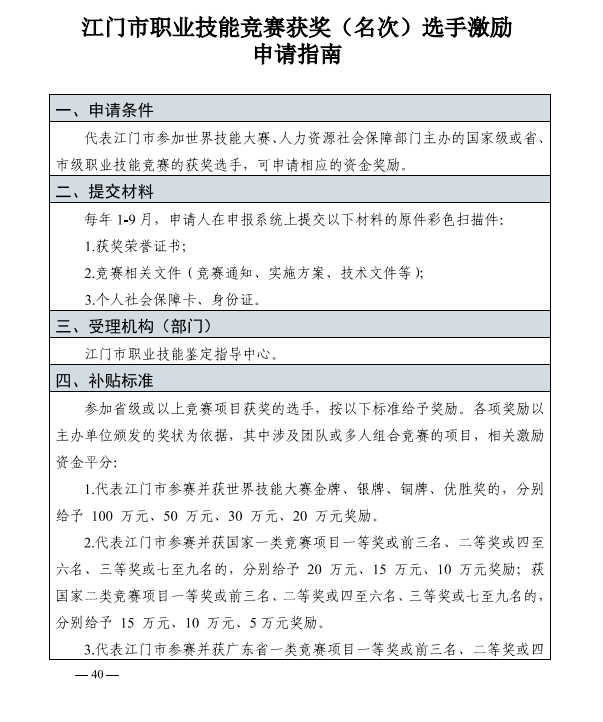 江门市职业技能竞赛获奖（名次）选手激励
申请指南
一、申请条件
代表江门市参加世界技能大�、人力资源社会保障部门主办的国家级或省、
市级职业技能竞赛的获奖选手，可申请相应的资金奖励。
二、提交材料
每年 1-9 月，申请人在申报系统上提交以下材料的原件彩色扫描件：
1.获奖荣誉证书；
2.竞赛相关文件（竞赛通知、实施方案、技术文件等）；
3.个人社会保障卡、身份证。
三、受理机构（部门）
江门市职业技能鉴定指导中心。
四、补贴标准
参加省级或以上竞赛项目获奖的选手，按以下标准给予奖励。各项奖励以
主办单位颁发的奖状为依据，其中涉及团队或多人组合竞赛的项目，相关激励
资金平分：
1.代表江门市参赛并获世界技能大赛金牌、银牌、铜牌、优胜奖的，分别
给予 100 万元、50 万元、30 万元、20 万元奖励。
2.代表江门市参赛并获国家一类竞赛项目一等奖或前三名、二等奖或四至
六名、三等奖或七至九名的，分别给予 20 万元、15 万元、10 万元奖励；获
国家二类竞赛项目一等奖或前三名、二等奖或四至六名、三等奖或七至九名的，
分别给予 15 万元、10 万元、5 万元奖励。
3.代表江门市参赛并获广东省一类竞赛项目一等奖或前三名、二等奖或四
— 40 —